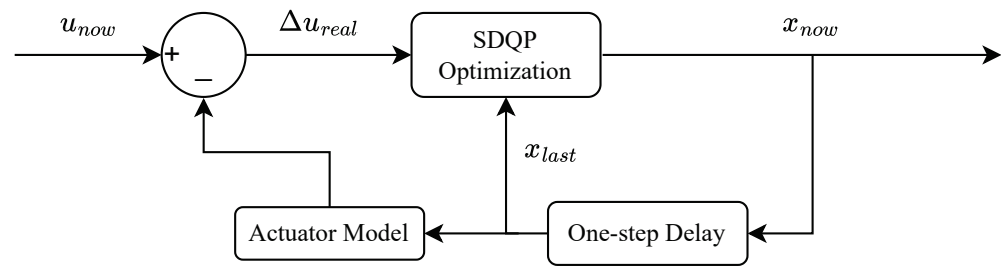 u_now
Δu_real
SDQP
Optimization
x_now
+
−
x_last
Actuator Model
One-step Delay